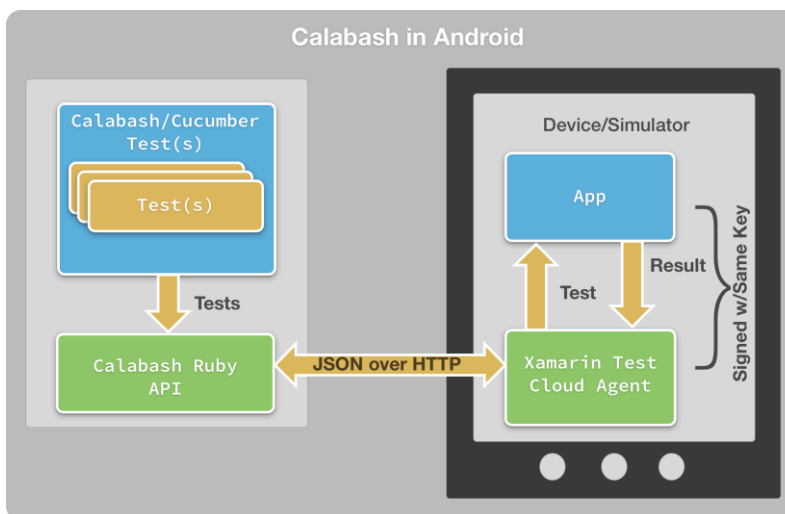 Calabash in Android
Calabash/Cucumber
Test(s)
Test(s)
Tests
Calabash Ruby
API
JSON over HTTP
Device/Simulator
App
Test
Result
Xamarin Test
Cloud Agent
Signed w/Same Key